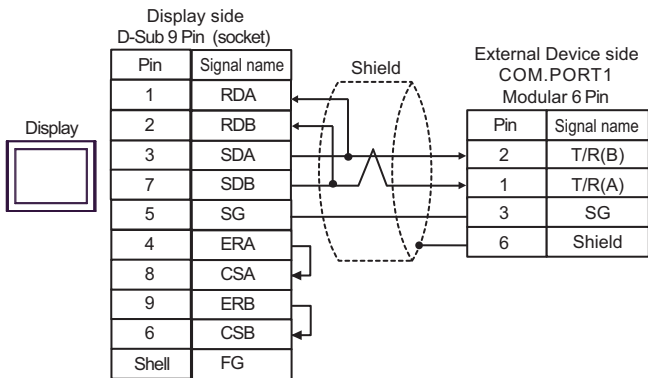 Display side
D-Sub 9 Pin (socket)
Pin Signal name
1 RDA
2 RDB
3 SDA
7 SDB
5 SG
4 ERA
8 CSA
9 ERB
6 CSB
Shell FG
Display
Shield
External Device side
COM.PORT1
Modular 6 Pin
Pin Signal name
2 T/R(B)
1 T/R(A)
3 SG
6 Shield